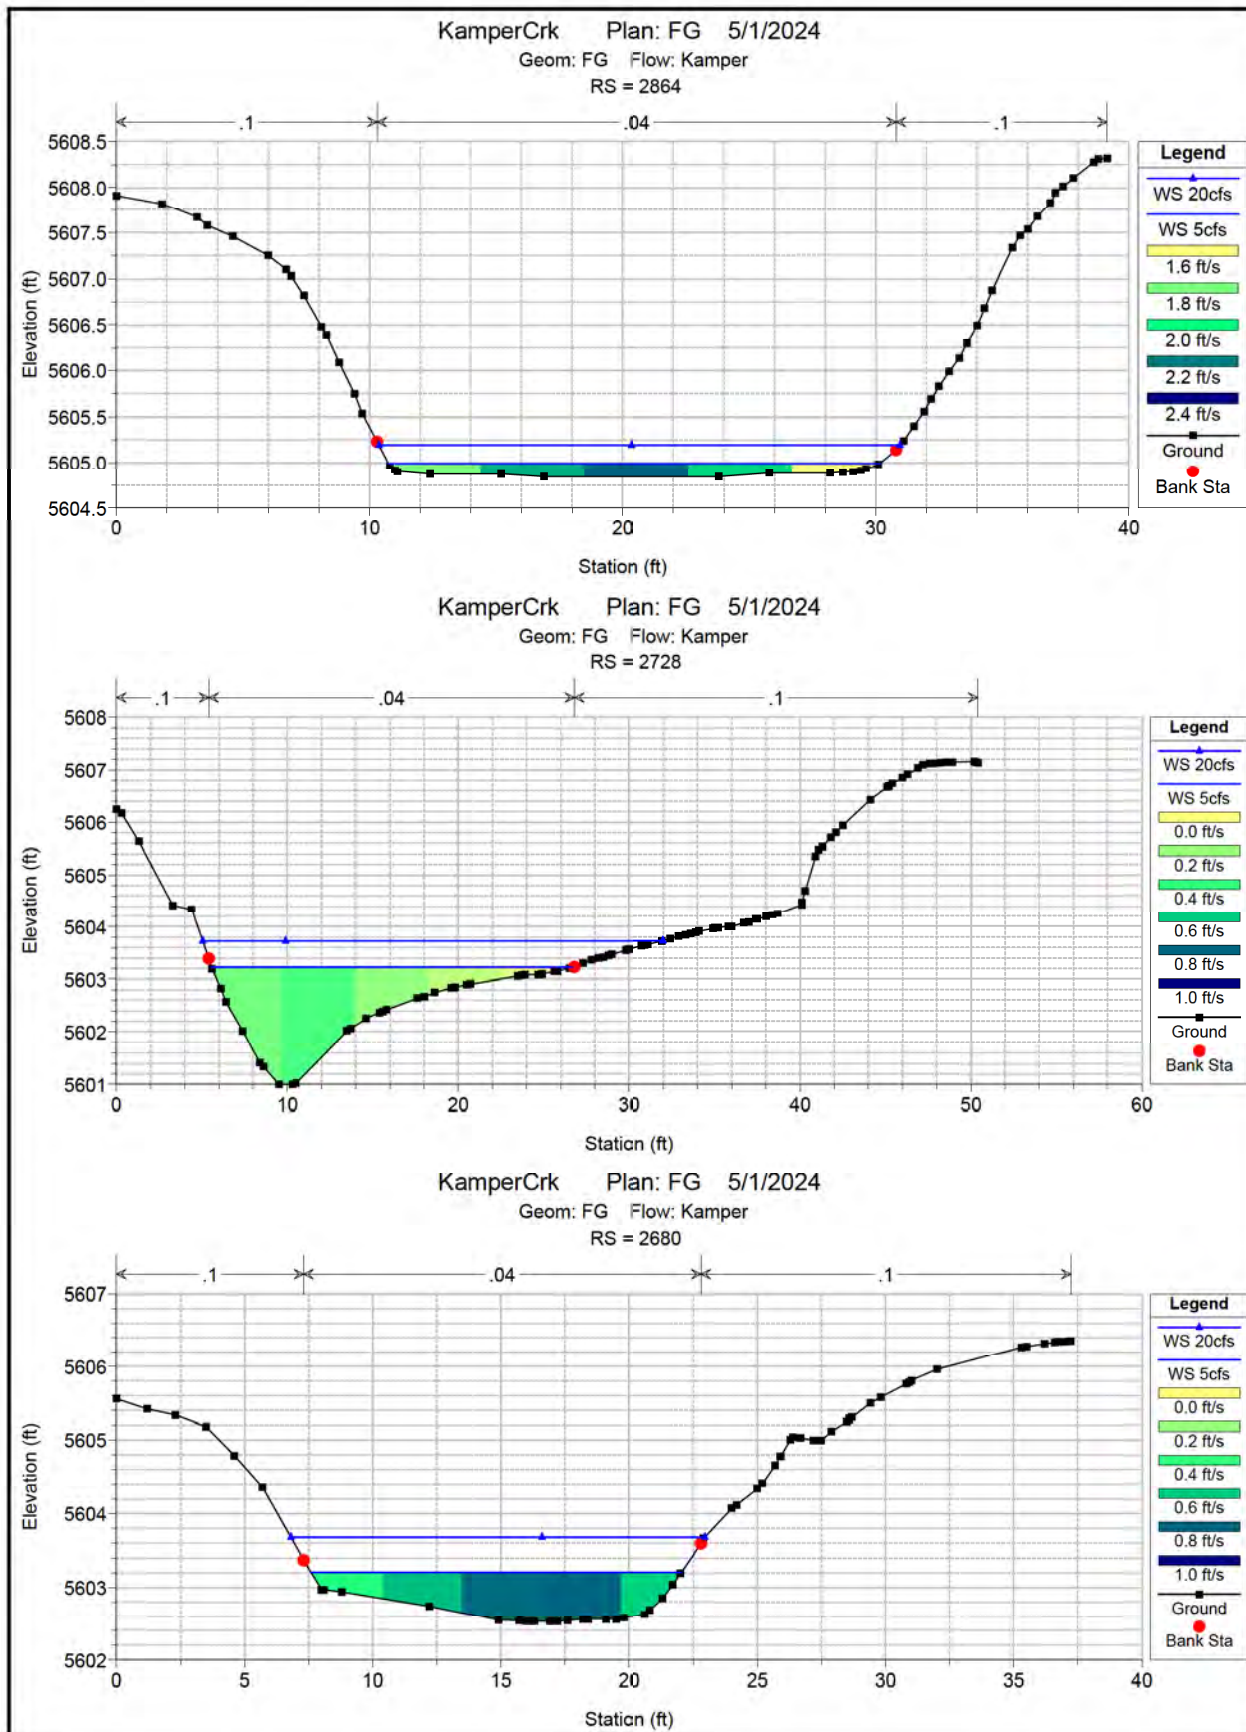 KamperCrk Plan: FG 5/1/2024
Geom: FG Flow: Kamper
RS = 2864
.1 .04 .1
5608.5
5608.0
5607.5
5607.0
5606.5
5606.0
5605.5
5605.0
5604.5
Elevation (ft)
0 10 20 30 40
Station (ft)
Legend
WS 20cfs
WS 5cfs
1.6 ft/s
1.8 ft/s
2.0 ft/s
2.2 ft/s
2.4 ft/s
Ground
Bank Sta
KamperCrk Plan: FG 5/1/2024
Geom: FG Flow: Kamper
RS = 2728
.1 .04 .1
5608
5607
5606
5605
5604
5603
5602
5601
Elevation (ft)
0 10 20 30 40 50 60
Station (ft)
Legend
WS 20cfs
WS 5cfs
0.0 ft/s
0.2 ft/s
0.4 ft/s
0.6 ft/s
0.8 ft/s
1.0 ft/s
Ground
Bank Sta
KamperCrk Plan: FG 5/1/2024
Geom: FG Flow: Kamper
RS = 2680
.1 .04 .1
5607
5606
5605
5604
5603
5602
Elevation (ft)
0 5 10 15 20 25 30 35 40
Station (ft)
Legend
WS 20cfs
WS 5cfs
0.0 ft/s
0.2 ft/s
0.4 ft/s
0.6 ft/s
0.8 ft/s
1.0 ft/s
Ground
Bank Sta